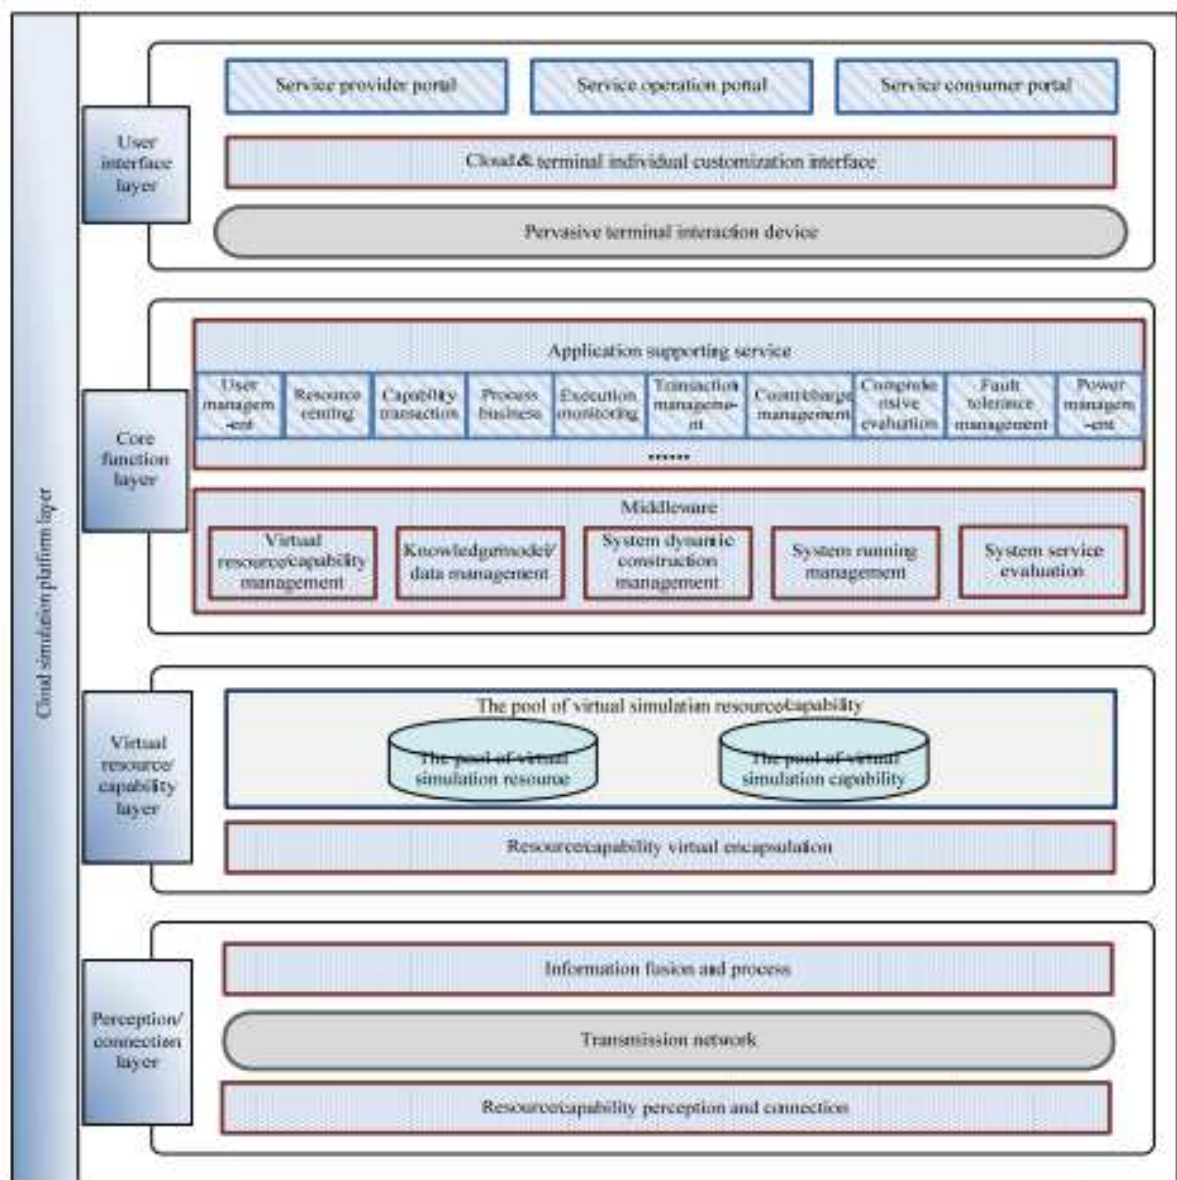 Cloud simulation platform layer
User
interface
layer
Service provider portal
Service operation portal
Service consumer portal
Cloud & terminal individual customization interface
Pervasive terminal interaction device
Core
function
layer
Application supporting service
User
managem
-ent
Resource
renting
Capability
transaction
Process
business
Execution
monitoring
Transaction
manageme-
nt
Count/charge
management
Comprehe
nsive
evaluation
Fault
tolerance
management
Power
managem
-ent
......
Middleware
Virtual
resource/capability
management
Knowledge/model/
data management
System dynamic
construction
management
System running
management
System service
evaluation
Virtual
resource/
capability
layer
The pool of virtual simulation resource/capability
The pool of virtual
simulation resource
The pool of virtual
simulation capability
Resource/capability virtual encapsulation
Perception/
connection
layer
Information fusion and process
Transmission network
Resource/capability perception and connection